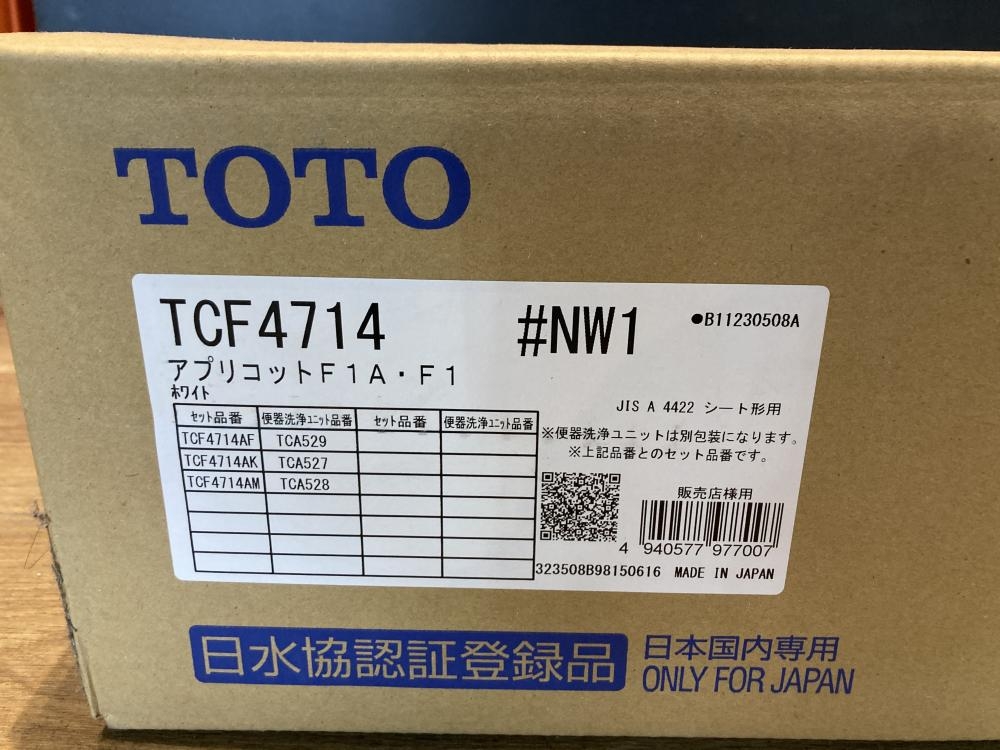 TOTO
TCF4714 #NW1 ●B11230508A
アプリコットF1A・F1
ホワイト
JIS A 4422 シート形用
セット品番 便器洗浄ユニット品番 セット品番 便器洗浄ユニット品番
TCF4714AF TCA529
TCF4714AK TCA527
TCF4714AM TCA528
※便器洗浄ユニットは別包装になります。
※上記品番とのセット品番です。
販売店様用
4 940577 977007
323508B98150616 MADE IN JAPAN
日水協認証登録品
日本国内専用
ONLY FOR JAPAN